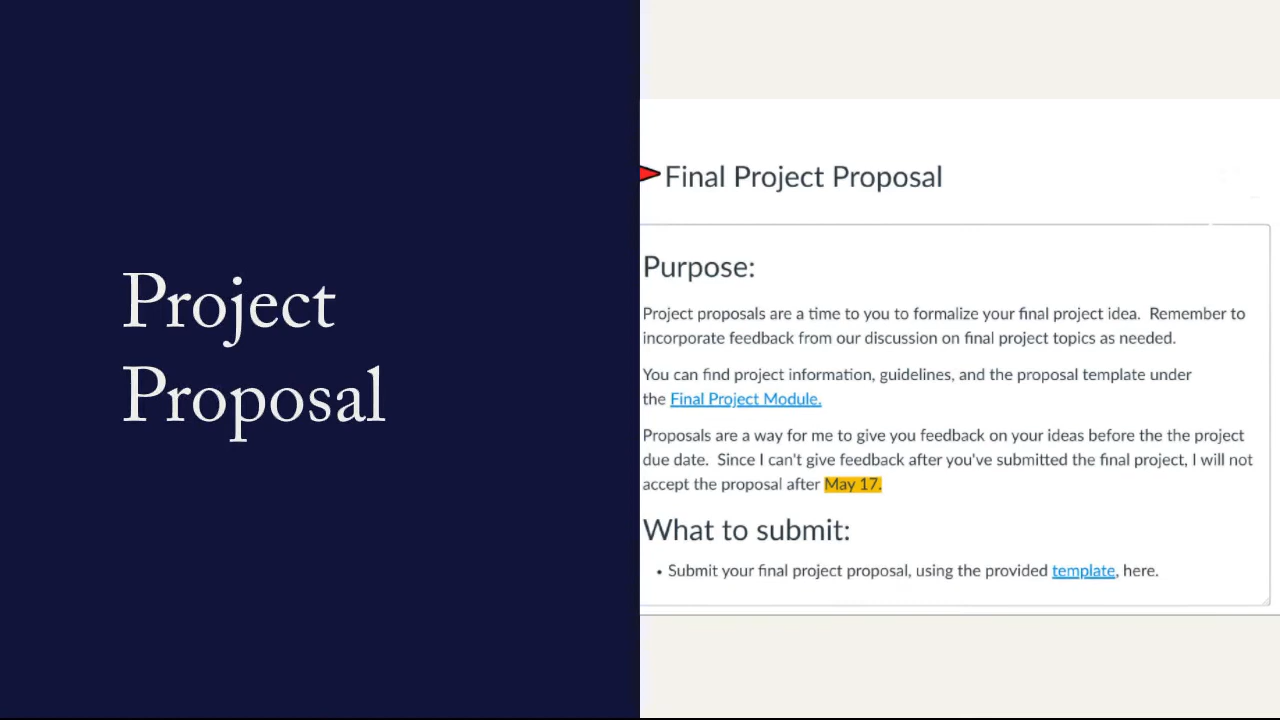 Project
Proposal
Final Project Proposal
Purpose:
Project proposals are a time to you to formalize your final project idea.  Remember to
incorporate feedback from our discussion on final project topics as needed.
You can find project information, guidelines, and the proposal template under
the Final Project Module.
Proposals are a way for me to give you feedback on your ideas before the the project
due date.  Since I can't give feedback after you've submitted the final project, I will not
accept the proposal after May 17.
What to submit:
• Submit your final project proposal, using the provided template, here.